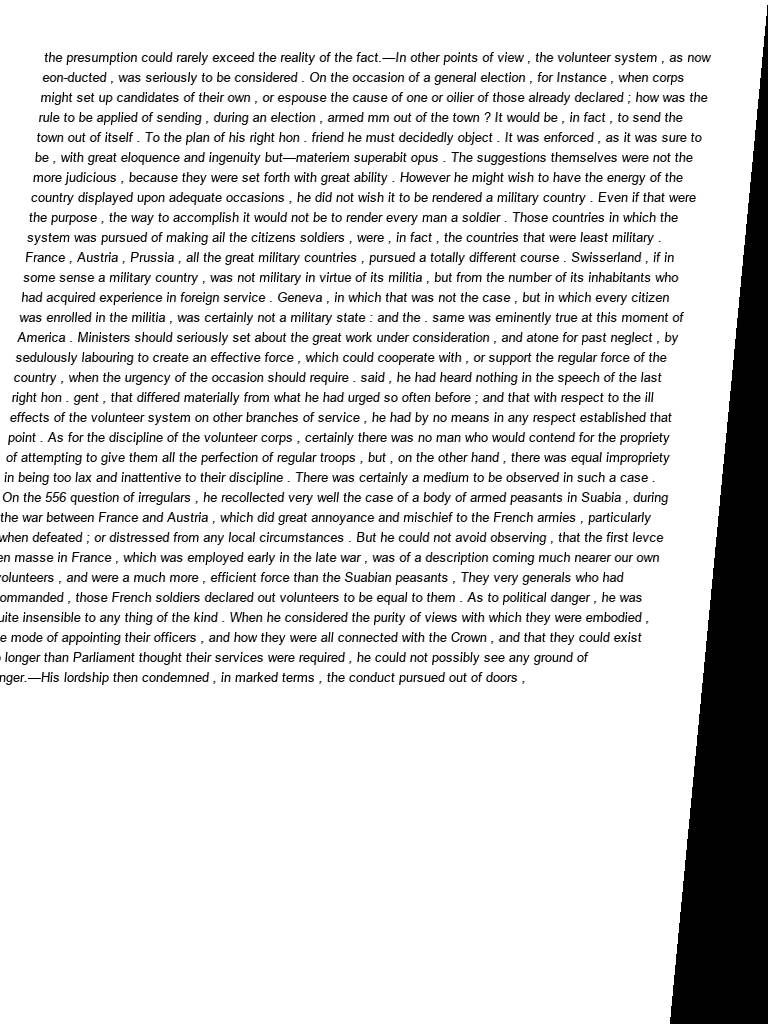 the presumption could rarely exceed the reality of the fact.—In other points of view , the volunteer system , as now
eon-ducted , was seriously to be considered . On the occasion of a general election , for Instance , when corps
might set up candidates of their own , or espouse the cause of one or oilier of those already declared ; how was the
rule to be applied of sending , during an election , armed mm out of the town ? It would be , in fact , to send the
town out of itself . To the plan of his right hon . friend he must decidedly object . It was enforced , as it was sure to
be , with great eloquence and ingenuity but—materiem superabit opus . The suggestions themselves were not the
more judicious , because they were set forth with great ability . However he might wish to have the energy of the
country displayed upon adequate occasions , he did not wish it to be rendered a military country . Even if that were
the purpose , the way to accomplish it would not be to render every man a soldier . Those countries in which the
system was pursued of making ail the citizens soldiers , were , in fact , the countries that were least military .
France , Austria , Prussia , all the great military countries , pursued a totally different course . Swisserland , if in
some sense a military country , was not military in virtue of its militia , but from the number of its inhabitants who
had acquired experience in foreign service . Geneva , in which that was not the case , but in which every citizen
was enrolled in the militia , was certainly not a military state : and the . same was eminently true at this moment of
America . Ministers should seriously set about the great work under consideration , and atone for past neglect , by
sedulously labouring to create an effective force , which could cooperate with , or support the regular force of the
country , when the urgency of the occasion should require . said , he had heard nothing in the speech of the last
right hon . gent , that differed materially from what he had urged so often before ; and that with respect to the ill
effects of the volunteer system on other branches of service , he had by no means in any respect established that
point . As for the discipline of the volunteer corps , certainly there was no man who would contend for the propriety
of attempting to give them all the perfection of regular troops , but , on the other hand , there was equal impropriety
in being too lax and inattentive to their discipline . There was certainly a medium to be observed in such a case .
On the 556 question of irregulars , he recollected very well the case of a body of armed peasants in Suabia , during
the war between France and Austria , which did great annoyance and mischief to the French armies , particularly
when defeated ; or distressed from any local circumstances . But he could not avoid observing , that the first levce
en masse in France , which was employed early in the late war , was of a description coming much nearer our own
volunteers , and were a much more , efficient force than the Suabian peasants , They very generals who had
ommanded , those French soldiers declared out volunteers to be equal to them . As to political danger , he was
uite insensible to any thing of the kind . When he considered the purity of views with which they were embodied ,
e mode of appointing their officers , and how they were all connected with the Crown , and that they could exist
longer than Parliament thought their services were required , he could not possibly see any ground of
nger.—His lordship then condemned , in marked terms , the conduct pursued out of doors ,